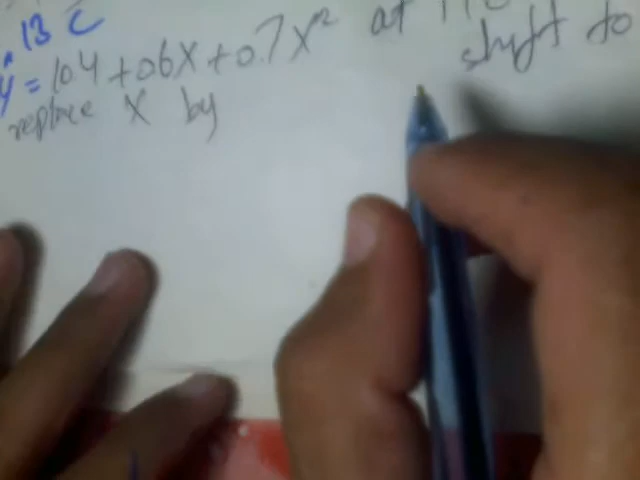 13 C
ŷ = 10.4 + 0.6X + 0.7X² at
shift to
replace X by